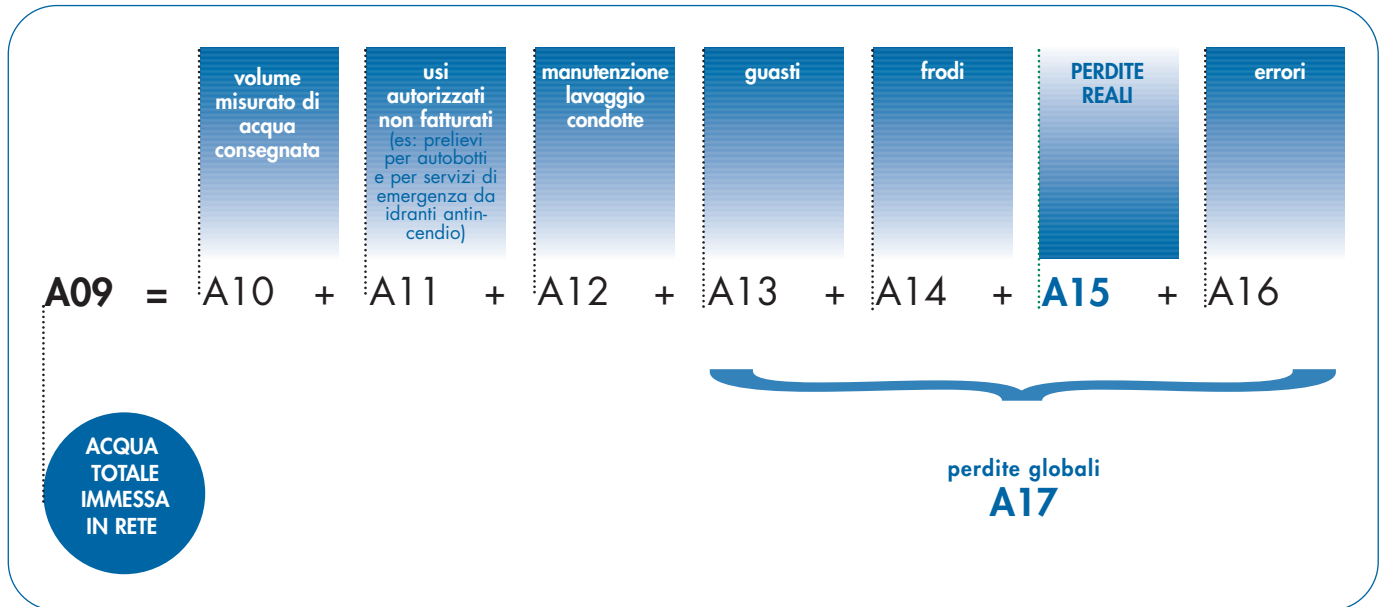 volume
misurato di
acqua
consegnata
usi
autorizzati
non fatturati
(es: prelievi
per autobotti
e per servizi di
emergenza da
idranti antin-
cendio)
manutenzione
lavaggio
condotte
guasti
frodi
PERDITE
REALI
errori
A09 = A10 + A11 + A12 + A13 + A14 + A15 + A16
ACQUA
TOTALE
IMMESSA
IN RETE
perdite globali
A17